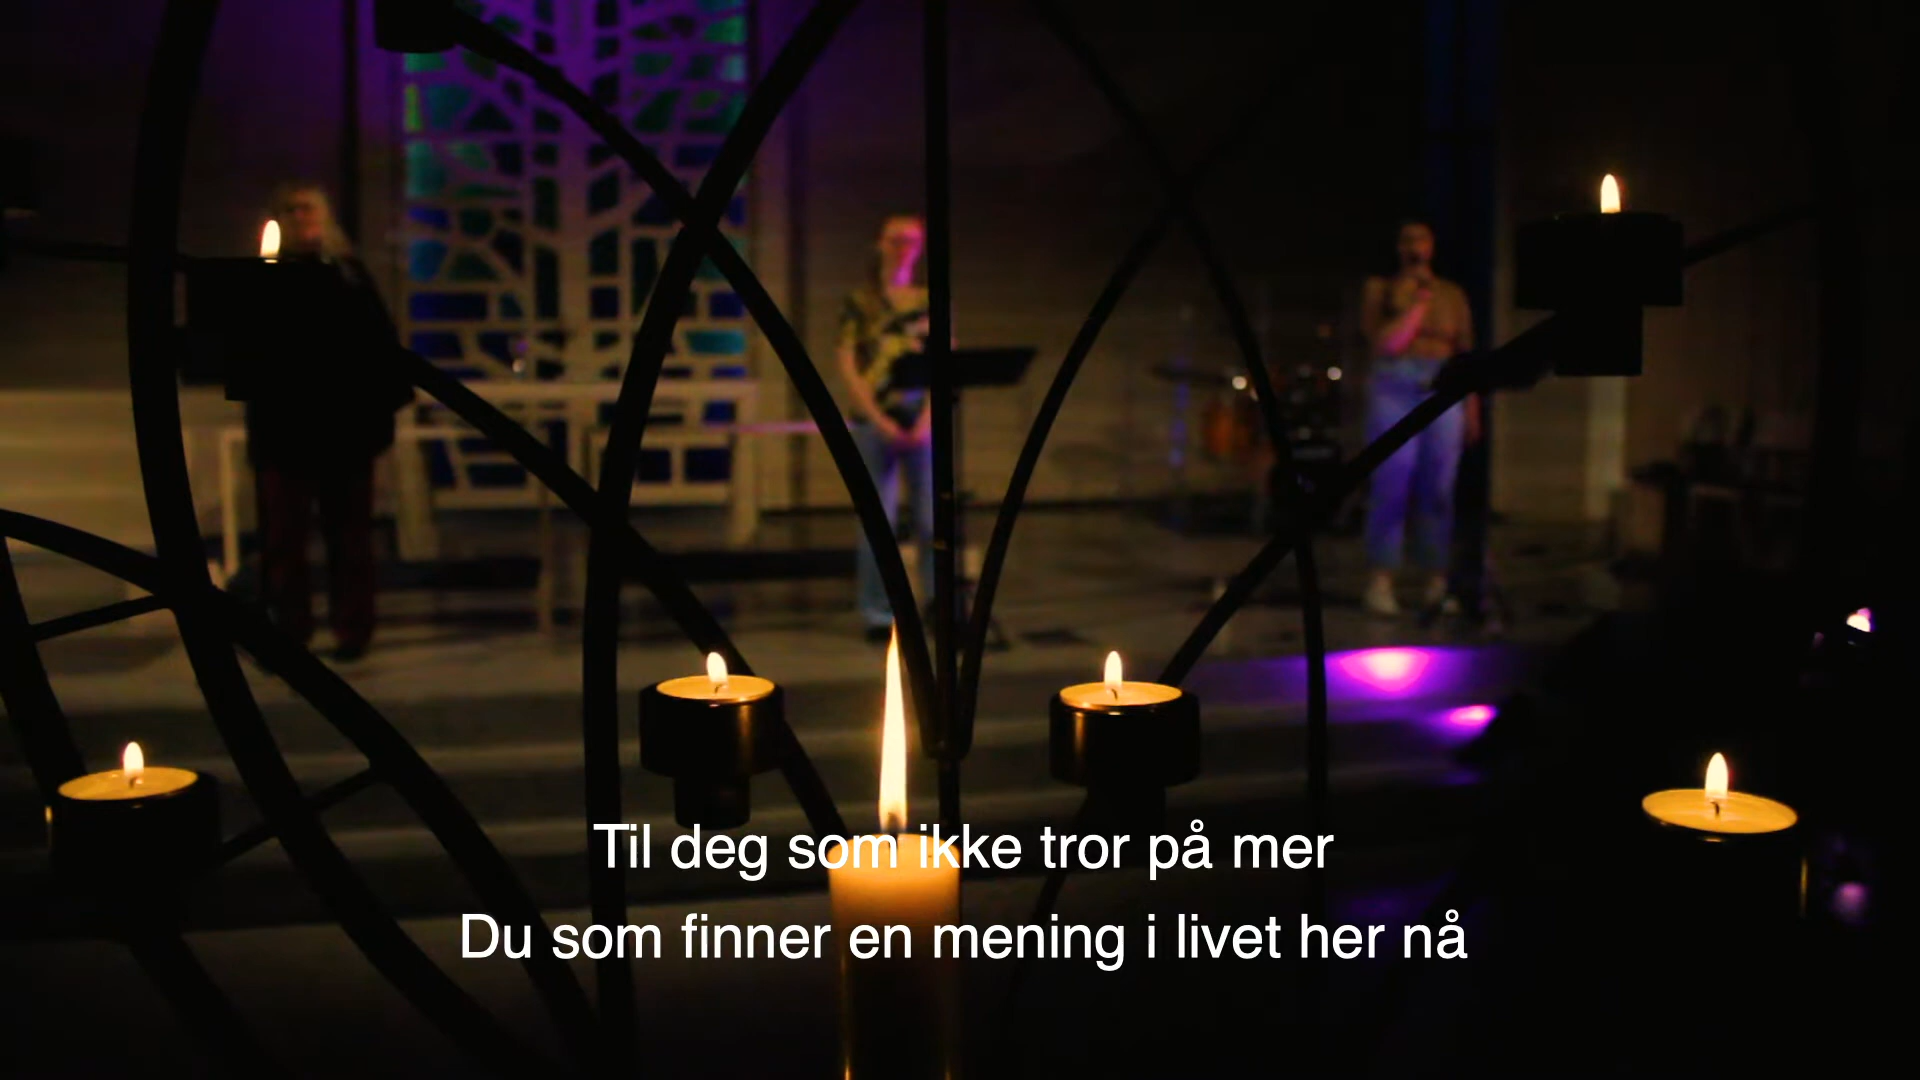 Til deg som ikke tror på mer
Du som finner en mening i livet her nå